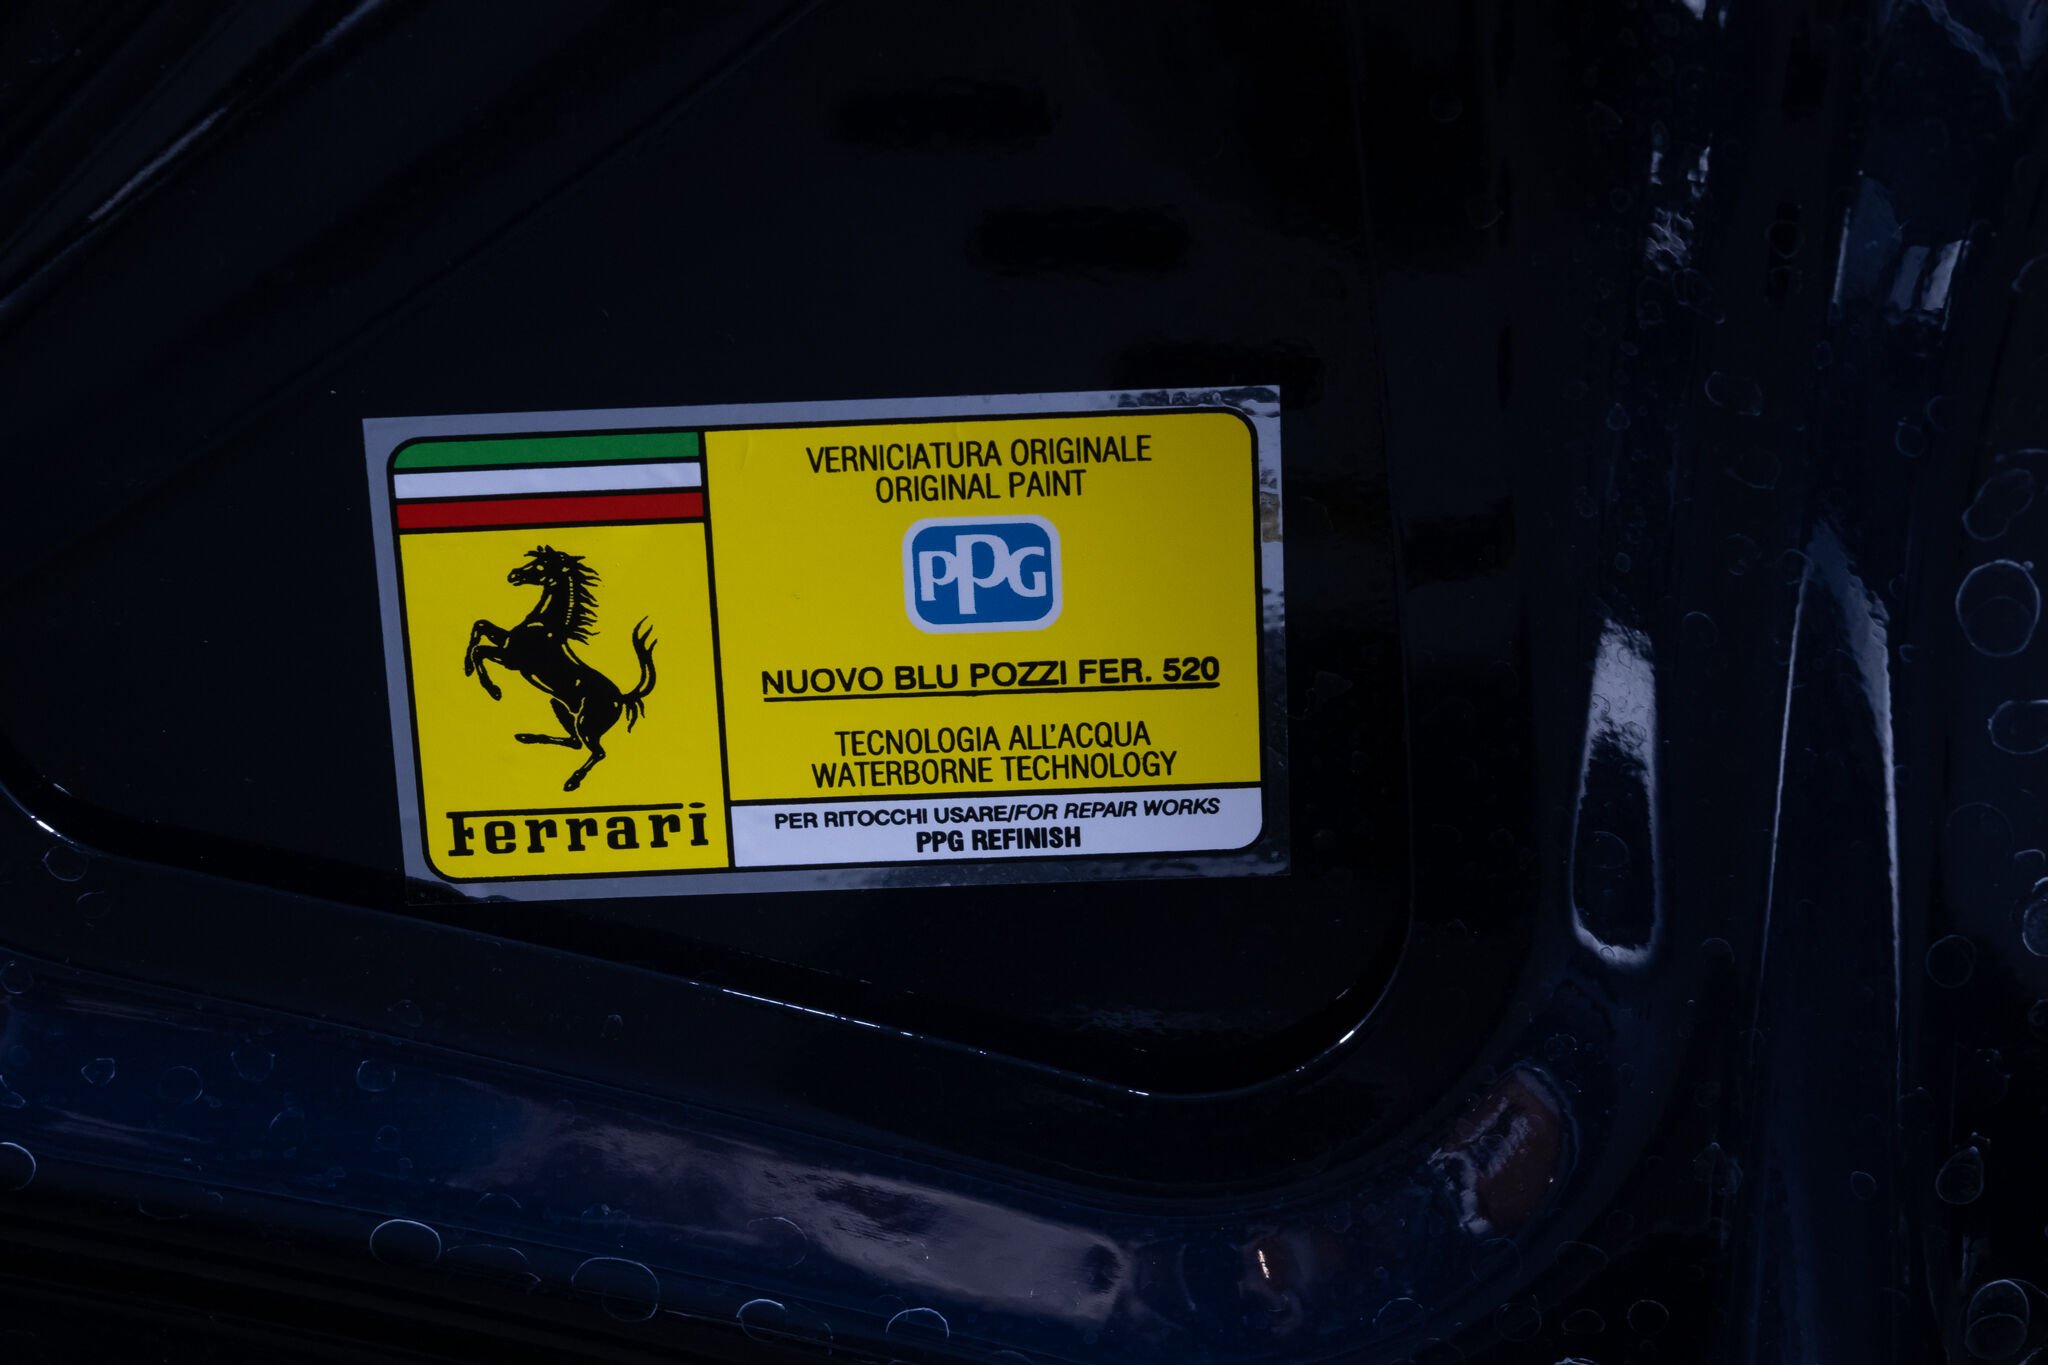 Ferrari
VERNICIATURA ORIGINALE
ORIGINAL PAINT
PPG
NUOVO BLU POZZI FER. 520
TECNOLOGIA ALL'ACQUA
WATERBORNE TECHNOLOGY
PER RITOCCHI USARE/FOR REPAIR WORKS
PPG REFINISH